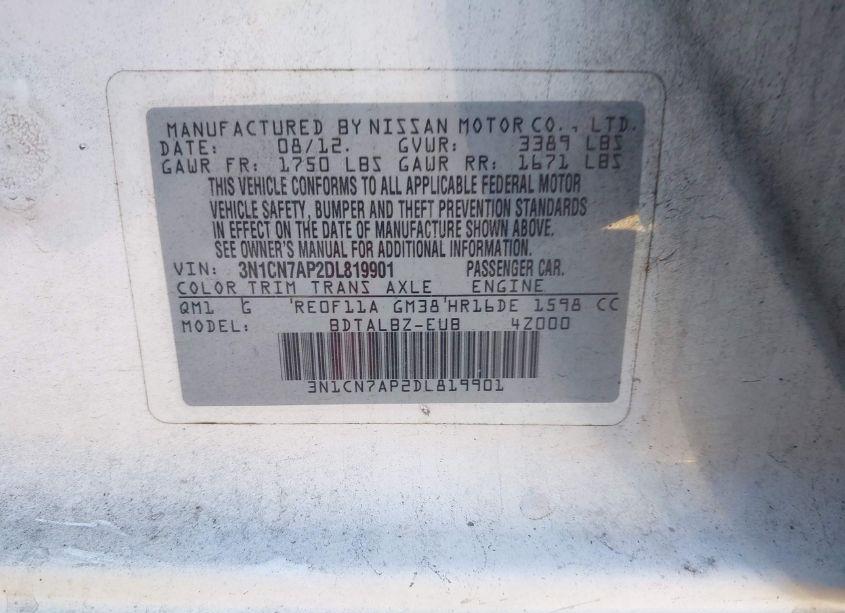 MANUFACTURED BY NISSAN MOTOR CO., LTD.
DATE: 08/12. GVWR: 3389 LBS
GAWR FR: 1750 LBS GAWR RR: 1671 LBS
THIS VEHICLE CONFORMS TO ALL APPLICABLE FEDERAL MOTOR
VEHICLE SAFETY, BUMPER AND THEFT PREVENTION STANDARDS
IN EFFECT ON THE DATE OF MANUFACTURE SHOWN ABOVE.
SEE OWNER'S MANUAL FOR ADDITIONAL INFORMATION.
VIN: 3N1CN7AP2DL819901 PASSENGER CAR.
COLOR TRIM TRANS AXLE ENGINE
QM1 G 'RE0F11A GM38'HR16DE 1598 CC
MODEL: BDTALBZ-EUB 4Z000
3N1CN7AP2DL819901